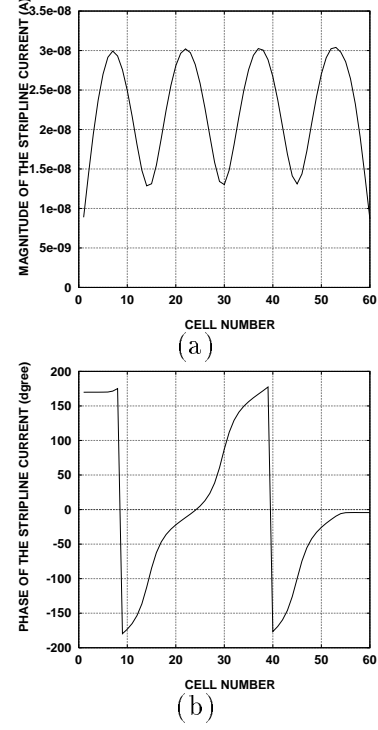 3.5e-08
3e-08
2.5e-08
2e-08
1.5e-08
1e-08
5e-09
0
0 10 20 30 40 50 60
MAGNITUDE OF THE STRIPLINE CURRENT (A)
CELL NUMBER
(a)
200
150
100
50
0
-50
-100
-150
-200
0 10 20 30 40 50 60
PHASE OF THE STRIPLINE CURRENT (dgree)
CELL NUMBER
(b)